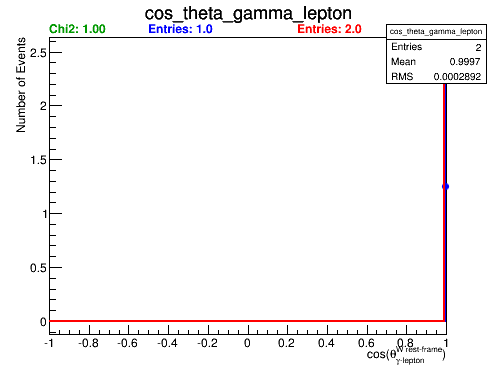 cos_theta_gamma_lepton
Chi2: 1.00 Entries: 1.0 Entries: 2.0
cos_theta_gamma_lepton
Entries 2
Mean 0.9997
RMS 0.0002892
Number of Events
2.5
2
1.5
1
0.5
0
-1 -0.8 -0.6 -0.4 -0.2 0 0.2 0.4 0.6 0.8 1
cos(θ^W rest-frame_γ-lepton)